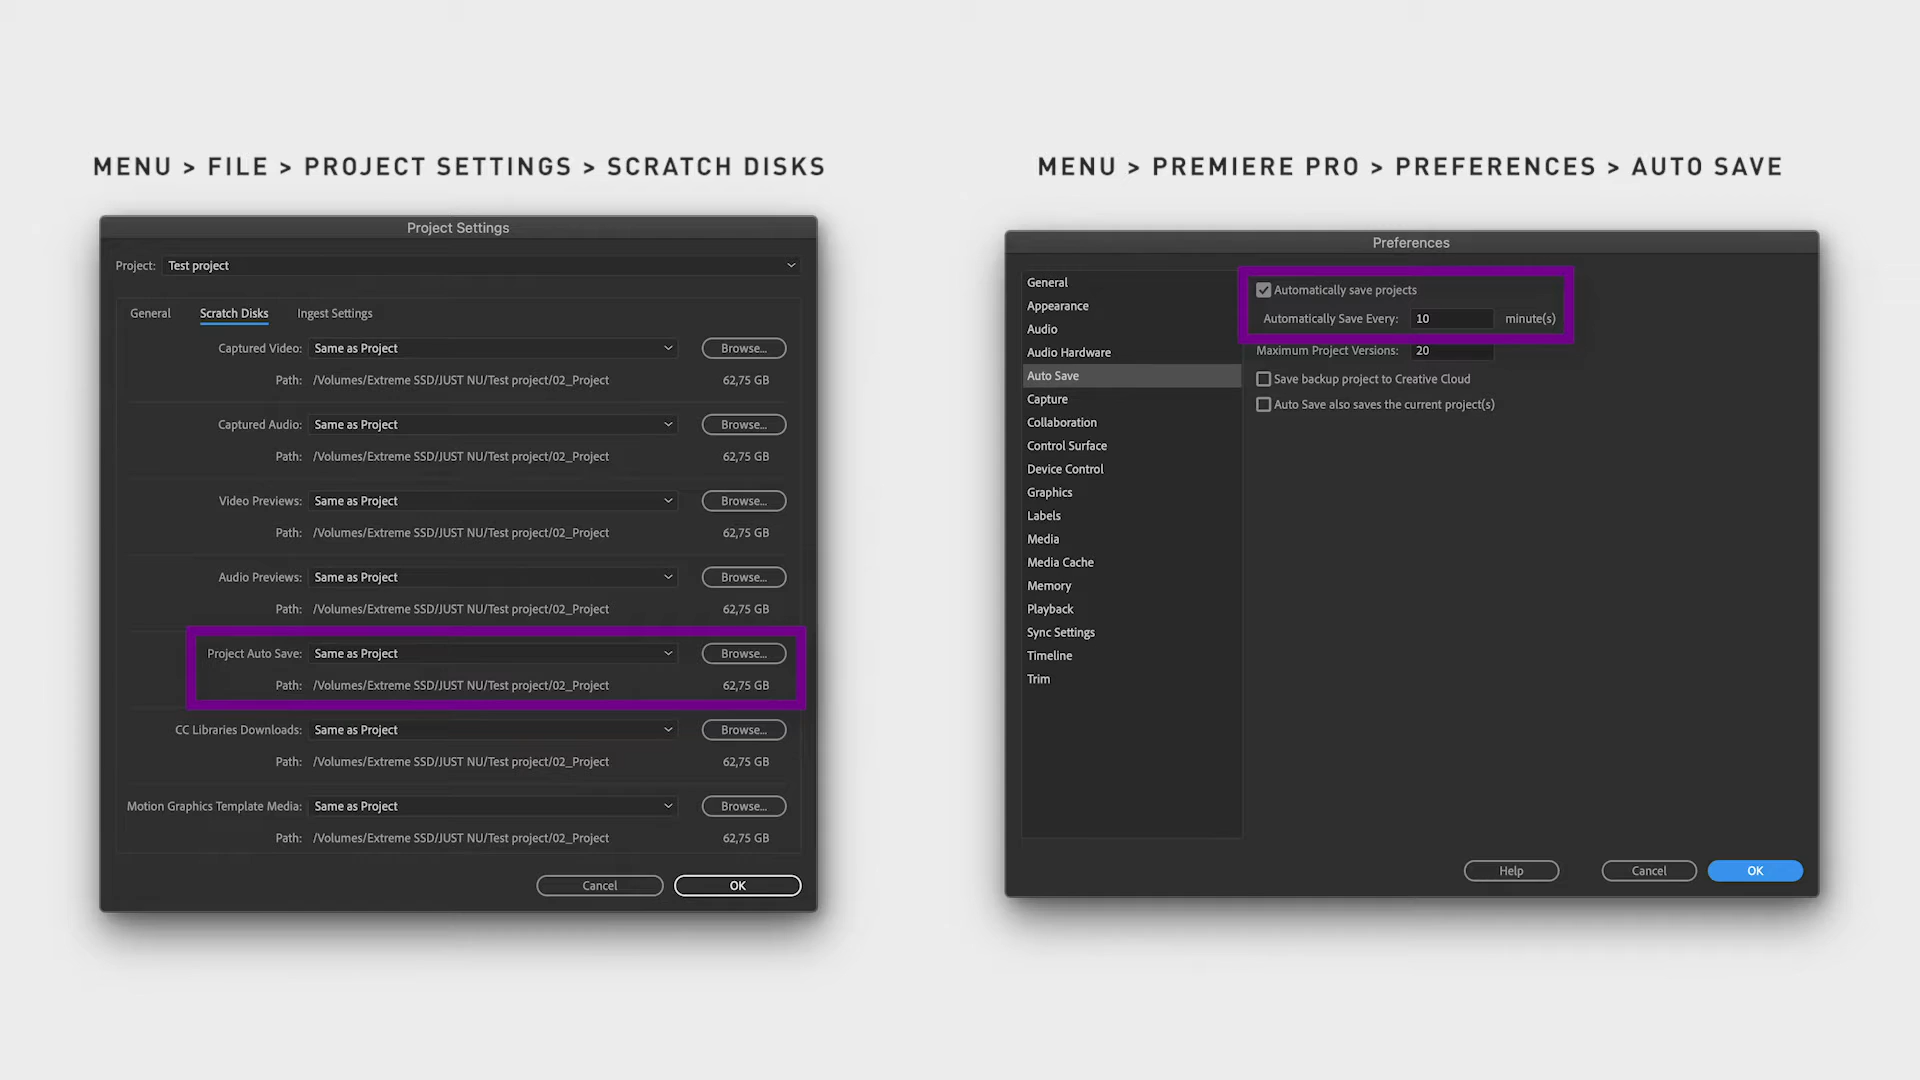 MENU > FILE > PROJECT SETTINGS > SCRATCH DISKS
Project Settings
Project: Test project
General Scratch Disks Ingest Settings
Captured Video: Same as Project Browse...
Path: /Volumes/Extreme SSD/JUST NU/Test project/02_Project 62,75 GB
Captured Audio: Same as Project Browse...
Path: /Volumes/Extreme SSD/JUST NU/Test project/02_Project 62,75 GB
Video Previews: Same as Project Browse...
Path: /Volumes/Extreme SSD/JUST NU/Test project/02_Project 62,75 GB
Audio Previews: Same as Project Browse...
Path: /Volumes/Extreme SSD/JUST NU/Test project/02_Project 62,75 GB
Project Auto Save: Same as Project Browse...
Path: /Volumes/Extreme SSD/JUST NU/Test project/02_Project 62,75 GB
CC Libraries Downloads: Same as Project Browse...
Path: /Volumes/Extreme SSD/JUST NU/Test project/02_Project 62,75 GB
Motion Graphics Template Media: Same as Project Browse...
Path: /Volumes/Extreme SSD/JUST NU/Test project/02_Project 62,75 GB
Cancel OK
MENU > PREMIERE PRO > PREFERENCES > AUTO SAVE
Preferences
General
Appearance
Audio
Audio Hardware
Auto Save
Capture
Collaboration
Control Surface
Device Control
Graphics
Labels
Media
Media Cache
Memory
Playback
Sync Settings
Timeline
Trim
Automatically save projects
Automatically Save Every: 10 minute(s)
Maximum Project Versions: 20
Save backup project to Creative Cloud
Auto Save also saves the current project(s)
Help Cancel OK